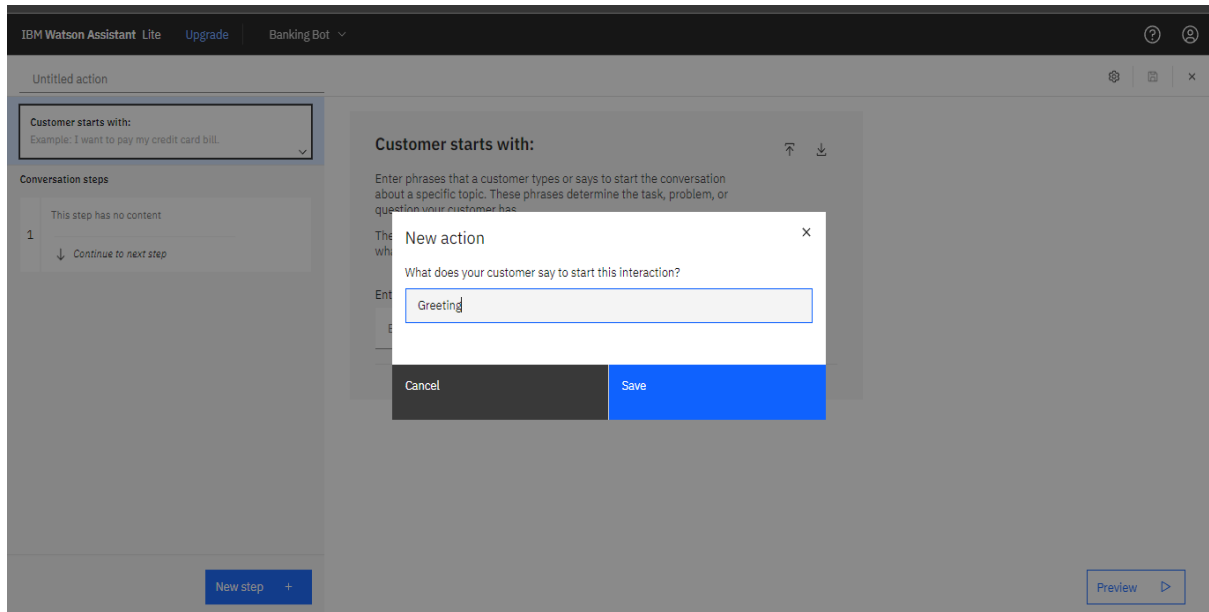 IBM Watson Assistant Lite Upgrade Banking Bot
Untitled action
Customer starts with:
Example: I want to pay my credit card bill.
Conversation steps
1
This step has no content
Continue to next step
New step +
Customer starts with:
Enter phrases that a customer types or says to start the conversation
about a specific topic. These phrases determine the task, problem, or
question your customer has.
New action
What does your customer say to start this interaction?
Greeting
Cancel
Save
Preview